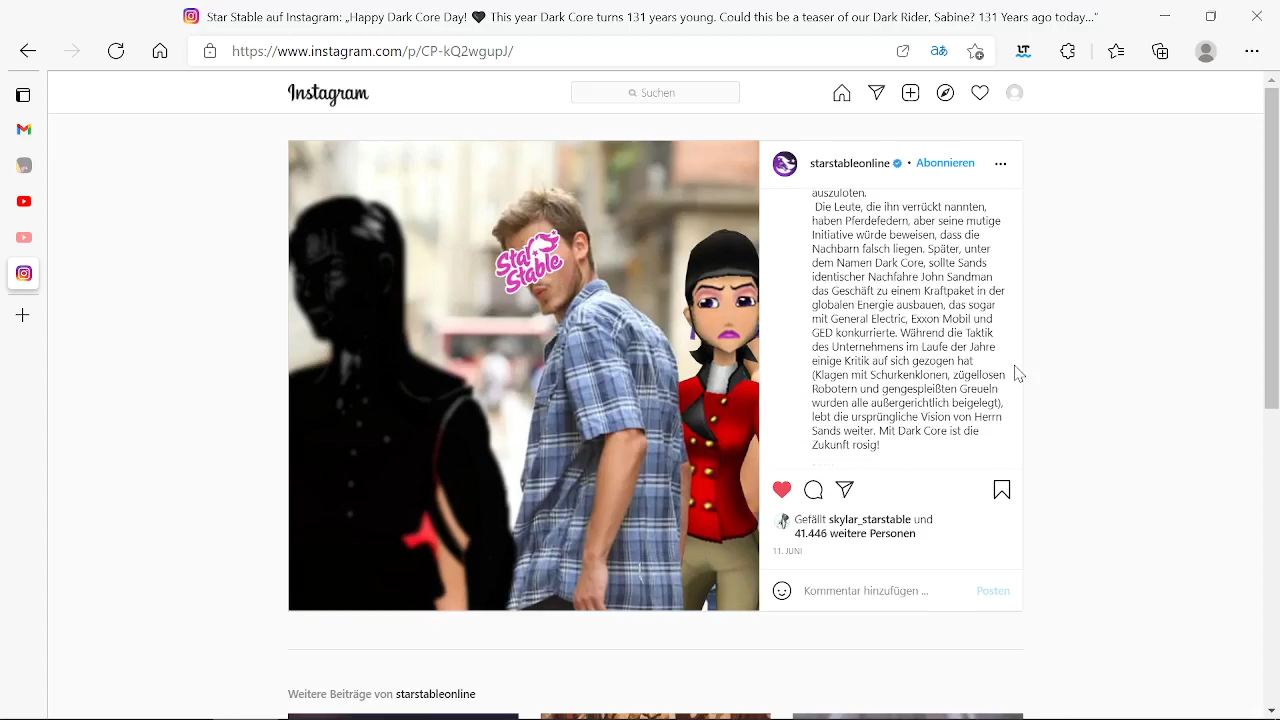 Star Stable auf Instagram: „Happy Dark Core Day! 🖤 This year Dark Core turns 131 years young. Could this be a teacher at our new Rider, Sabine? 131 Years ago today…"
https://www.instagram.com/p/CP-kQ2wgupJ/
Instagram
Suchen
starstableonline • Abonnieren
auszuloten.
Die Leute, die ihn verrückt nannten,
haben Pferdefedern, aber seine mutige
Initiative würde beweisen, dass die
Nachbarn falsch liegen. Später, unter
dem Namen Dark Core, sollte Sands
identischer Nachfahre John Sandman
das Geschäft zu einem Kraftpaket in der
globalen Energie ausbauen, das sogar
mit General Electric, Exxon Mobil und
GED konkurrierte. Während die Taktik
des Unternehmens im Laufe der Jahre
einige Kritik auf sich gezogen hat
(Klagen mit Schurkenklonen, zügellosen
Robotern und gengespleißten Greueln
wurden alle außergerichtlich beigelegt),
lebt die ursprüngliche Vision von Herrn
Sands weiter. Mit Dark Core ist die
Zukunft rosig!
Star
Stable
Gefällt skylar_starstable und
41.446 weitere Personen
11. JUNI
Kommentar hinzufügen ... Posten
Weitere Beiträge von starstableonline